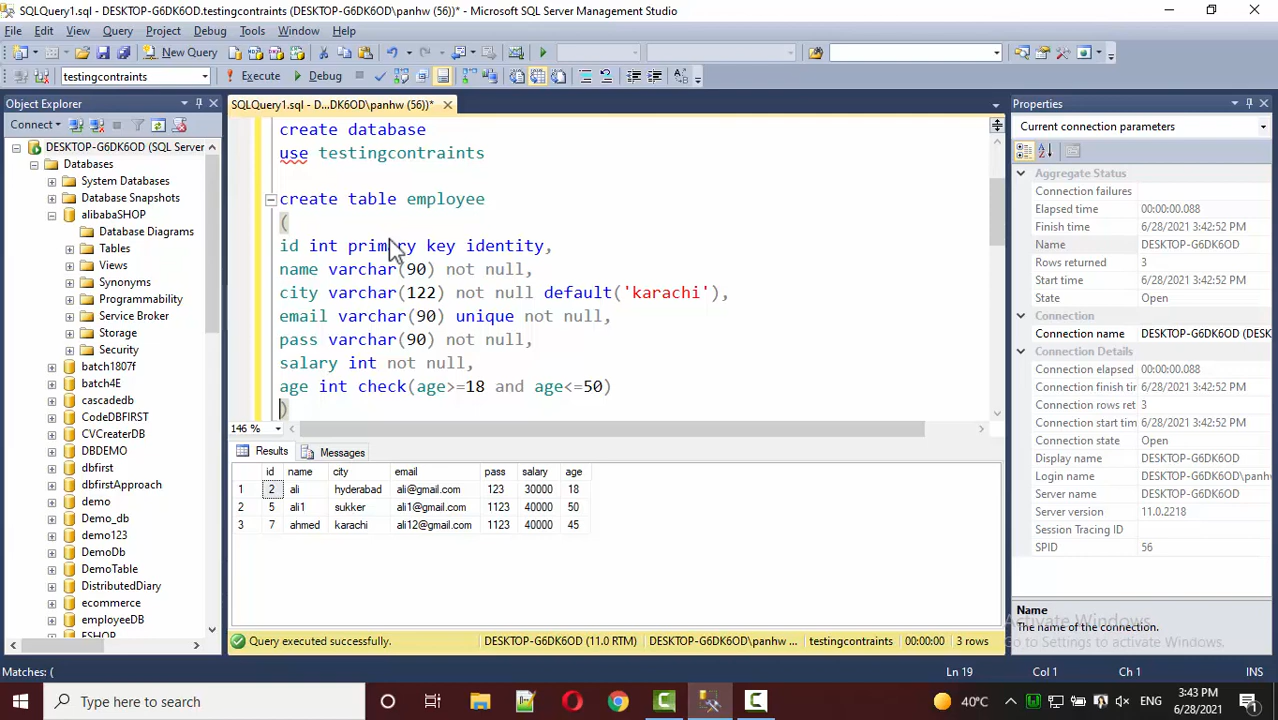 SQLQuery1.sql - DESKTOP-G6DK6OD.testingcontraints (DESKTOP-G6DK6OD\panhw (56))* - Microsoft SQL Server Management Studio
File Edit View Query Project Debug Tools Window Help
New Query
testingcontraints Execute Debug
Object Explorer
Connect
DESKTOP-G6DK6OD (SQL Server
Databases
System Databases
Database Snapshots
alibabaSHOP
Database Diagrams
Tables
Views
Synonyms
Programmability
Service Broker
Storage
Security
batch1807f
batch4E
cascadedb
CodeDBFIRST
CVCreaterDB
DBDEMO
dbfirst
dbfirstApproach
demo
Demo_db
demo123
DemoDb
DemoTable
DistributedDiary
ecommerce
employeeDB
ESHOP
SQLQuery1.sql - D...DK6OD\panhw (56))*
create database
use testingcontraints
create table employee
(
id int primary key identity,
name varchar(90) not null,
city varchar(122) not null default('karachi'),
email varchar(90) unique not null,
pass varchar(90) not null,
salary int not null,
age int check(age>=18 and age<=50)
)
146 %
Results Messages
id name city email pass salary age
1 2 ali hyderabad ali@gmail.com 123 30000 18
2 5 ali1 sukker ali1@gmail.com 1123 40000 50
3 7 ahmed karachi ali12@gmail.com 1123 40000 45
Query executed successfully. DESKTOP-G6DK6OD (11.0 RTM) DESKTOP-G6DK6OD\panhw ... testingcontraints 00:00:00 3 rows
Properties
Current connection parameters
Aggregate Status
Connection failures
Elapsed time 00:00:00.088
Finish time 6/28/2021 3:42:52 PM
Name DESKTOP-G6DK6OD
Rows returned 3
Start time 6/28/2021 3:42:52 PM
State Open
Connection
Connection name DESKTOP-G6DK6OD (DESK
Connection Details
Connection elapsed 00:00:00.088
Connection finish tim 6/28/2021 3:42:52 PM
Connection rows ret 3
Connection start time 6/28/2021 3:42:52 PM
Connection state Open
Display name DESKTOP-G6DK6OD
Login name DESKTOP-G6DK6OD\panh
Server name DESKTOP-G6DK6OD
Server version 11.0.2218
Session Tracing ID
SPID 56
Name
The name of the connection.
Activate Windows
Go to Settings to activate Windows.
Matches: ( Ln 19 Col 1 Ch 1 INS
Type here to search
40°C ENG 3:43 PM
6/28/2021
1